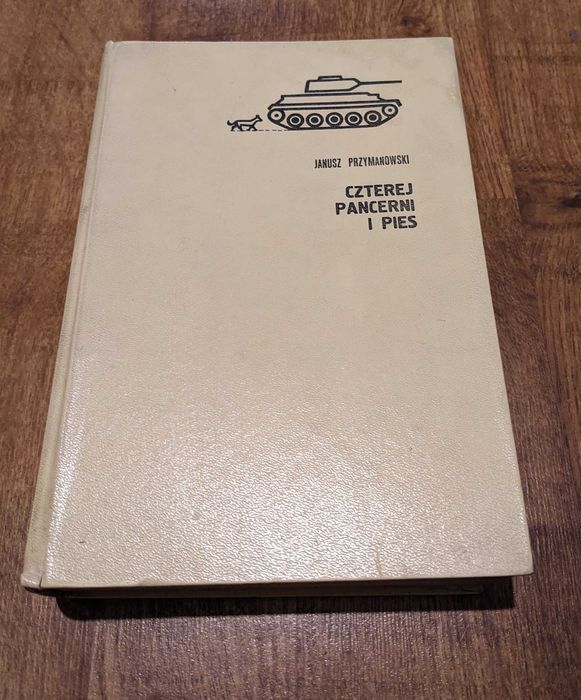 JANUSZ PRZYMANOWSKI
CZTEREJ
PANCERNI
I PIES